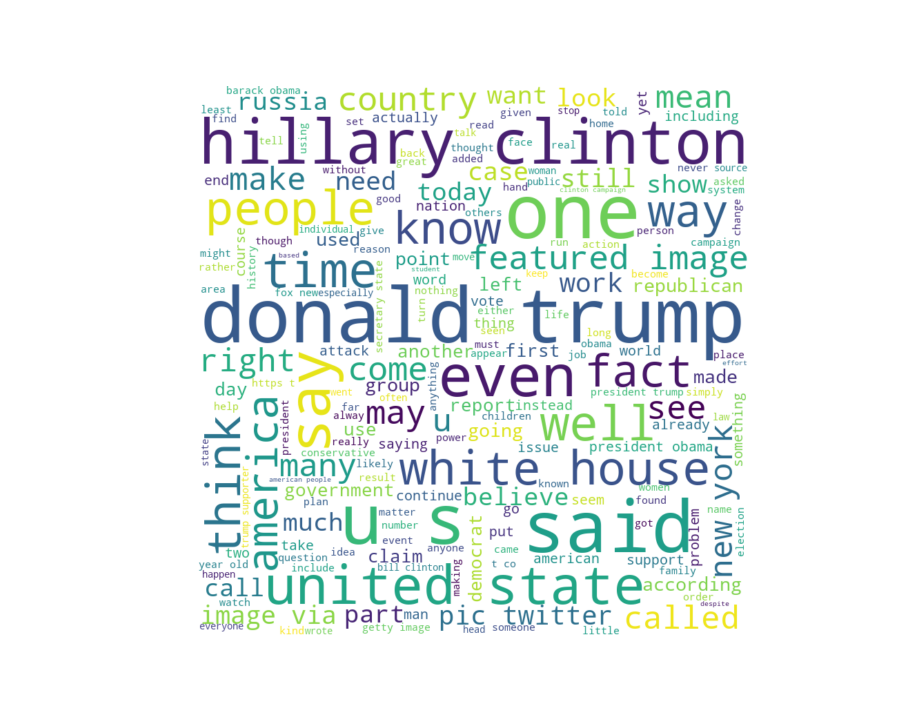 barack obama
russia country want look yet mean
least find set actually given stop told including
hillary clinton
using tell read talk thought added face home real
back great
end make without need good case woman public still never source system
people today hand show asked
know one way change
nation others person
individual give used reason run action campaign
might rather course history though based time point move featured image
area fox news especially word student left keep become work republican
secretary state turn nothing vote either thing seen life
donald trump
long must obama
right attack another appear first job world place effort
day https t say come even fact made
help went group anything president trump simply
often far children report instead see law something
america president alway may u going well already
state think use really saying power issue president obama
conservative many likely white house new york
american people result known women
trump supporter government continue believe seem found name election
plan much matter u s go said got problem
number put
two question idea event anyone democrat came american support
year old take claim t co family
happen include bill clinton making
call united state according
watch order despite
image via part man pic twitter called
everyone kind wrote getty image head someone little